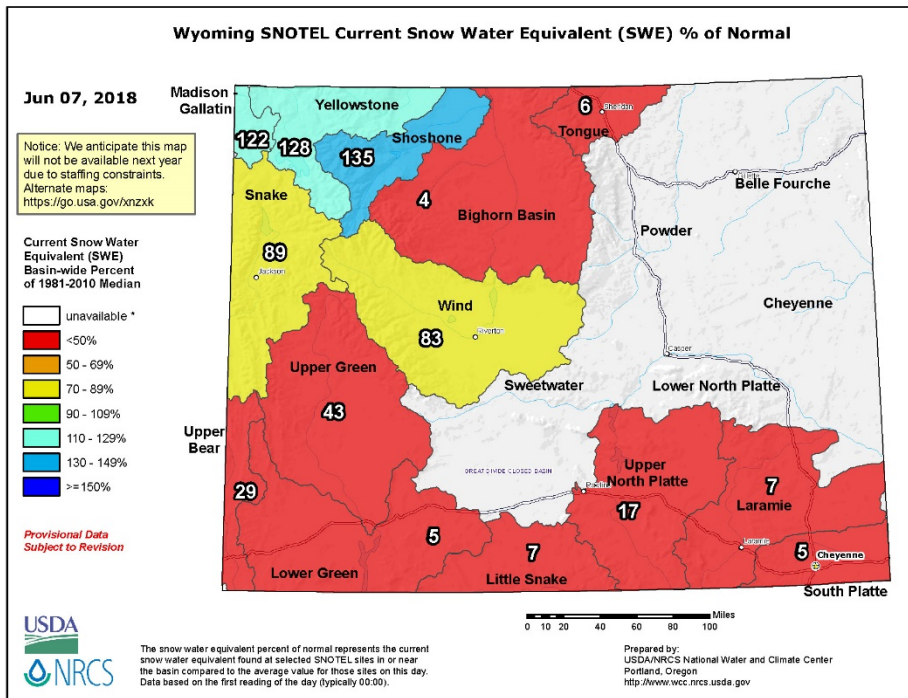 Wyoming SNOTEL Current Snow Water Equivalent (SWE) % of Normal
Jun 07, 2018
Notice: We anticipate this map
will not be available next year
due to staffing constraints.
Alternate maps:
https://go.usa.gov/xnzxk
Current Snow Water
Equivalent (SWE)
Basin-wide Percent
of 1981-2010 Median
unavailable *
<50%
50 - 69%
70 - 89%
90 - 109%
110 - 129%
130 - 149%
>=150%
Provisional Data
Subject to Revision
Madison
Gallatin
122
Yellowstone
128
Shoshone
135
6
Sheridan
Tongue
4
Bighorn Basin
Belle Fourche
Powder
Snake
89
Jackson
Wind
83
Riverton
Cheyenne
Casper
Upper Green
43
Sweetwater
Lower North Platte
Upper
Bear
29
GREAT DIVIDE CLOSED BASIN
Upper
North Platte
17
7
Laramie
Laramie
5
Lower Green
7
Little Snake
5
Cheyenne
South Platte
Miles
0 10 20 40 60 80 100
USDA
NRCS
The snow water equivalent percent of normal represents the current
snow water equivalent found at selected SNOTEL sites in or near
the basin compared to the average value for those sites on this day.
Data based on the first reading of the day (typically 00:00).
Prepared by:
USDA/NRCS National Water and Climate Center
Portland, Oregon
http://www.wcc.nrcs.usda.gov